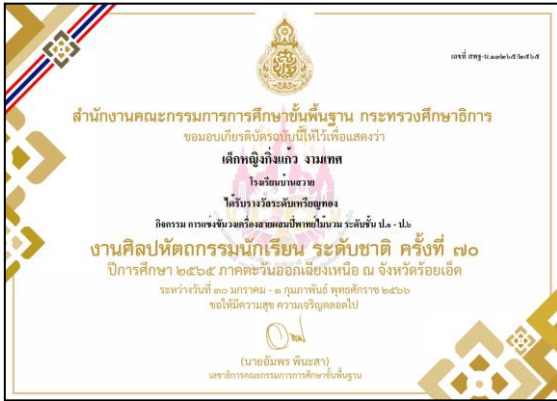 สำนักงานคณะกรรมการการศึกษาขั้นพื้นฐาน กระทรวงศึกษาธิการ
ขอมอบเกียรติบัตรฉบับนี้ให้ไว้เพื่อแสดงว่า
เด็กหญิงกิ่งแก้ว งามเทศ
โรงเรียนบ้านสวาย
ได้รับรางวัลระดับเหรียญทอง
กิจกรรม การแข่งขันวงเครื่องสายผสมปี่พาทย์ไม้นวม ระดับชั้น ป.๑ - ป.๖
งานศิลปหัตถกรรมนักเรียน ระดับชาติ ครั้งที่ ๗๐
ปีการศึกษา ๒๕๖๕ ภาคตะวันออกเฉียงเหนือ ณ จังหวัดร้อยเอ็ด
ระหว่างวันที่ ๓๐ มกราคม - ๑ กุมภาพันธ์ พุทธศักราช ๒๕๖๖
ขอให้มีความสุข ความเจริญตลอดไป
(นายอัมพร พินะสา)
เลขาธิการคณะกรรมการการศึกษาขั้นพื้นฐาน